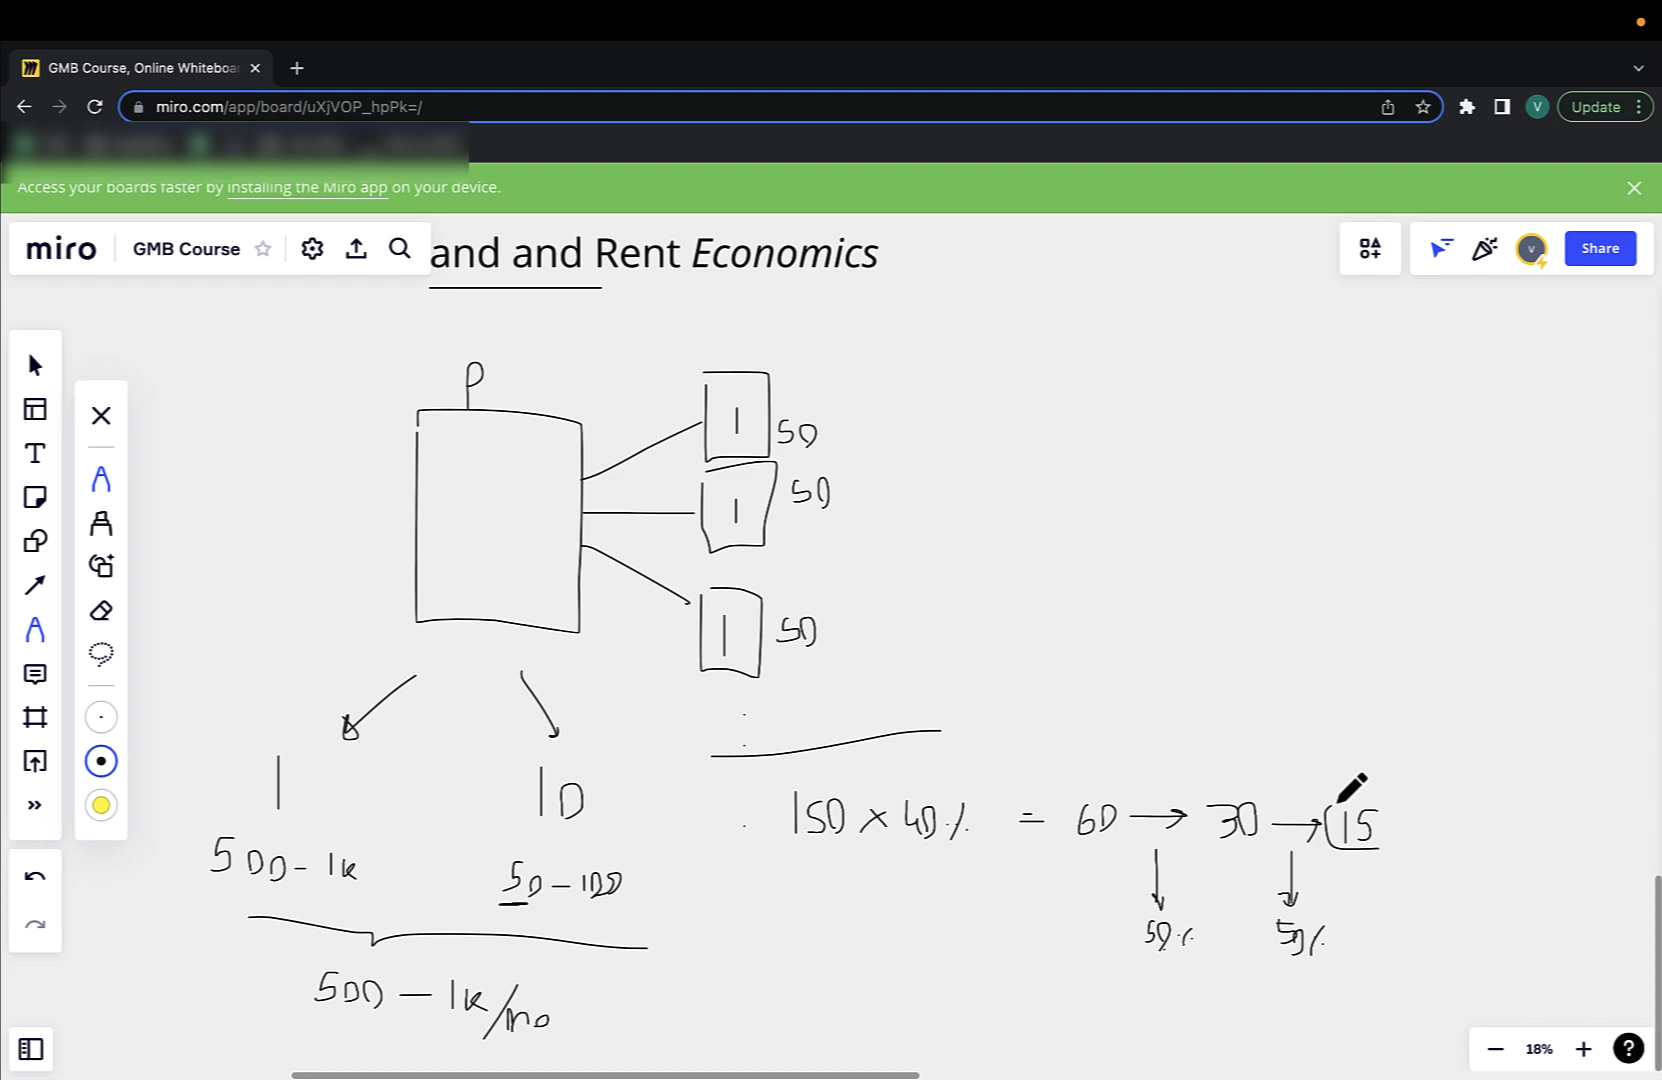 GMB Course, Online Whiteboa
miro.com/app/board/uXjVOP_hpPk=/
V
Update
Access your boards faster by installing the Miro app on your device.
miro
GMB Course
and and Rent Economics
V
Share
P
1
50
1
50
1
50
1
10
500 - 1k
50 - 100
500 - 1k/mo
150 × 40% = 60 → 30 → 15
50%
50%
18%